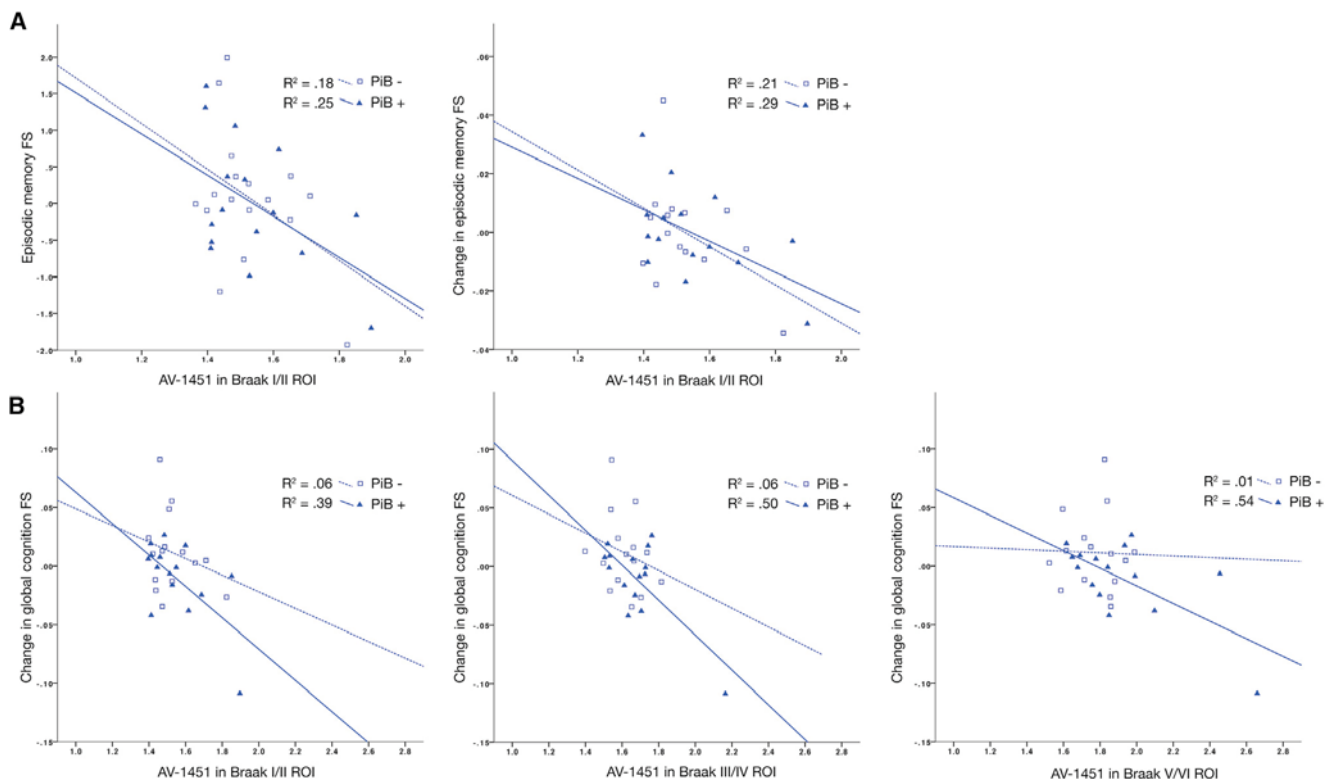 A
2.0
1.5
1.0
.5
.0
-.5
-1.0
-1.5
-2.0
Episodic memory FS
R² = .18 PiB -
R² = .25 PiB +
1.0 1.2 1.4 1.6 1.8 2.0
AV-1451 in Braak I/II ROI
.06
.04
.02
.00
-.02
-.04
Change in episodic memory FS
R² = .21 PiB -
R² = .29 PiB +
1.0 1.2 1.4 1.6 1.8 2.0
AV-1451 in Braak I/II ROI
B
.10
.05
.00
-.05
-.10
-.15
Change in global cognition FS
R² = .06 PiB -
R² = .39 PiB +
1.0 1.2 1.4 1.6 1.8 2.0 2.2 2.4 2.6 2.8
AV-1451 in Braak I/II ROI
.10
.05
.00
-.05
-.10
-.15
Change in global cognition FS
R² = .06 PiB -
R² = .50 PiB +
1.0 1.2 1.4 1.6 1.8 2.0 2.2 2.4 2.6 2.8
AV-1451 in Braak III/IV ROI
.10
.05
.00
-.05
-.10
-.15
Change in global cognition FS
R² = .01 PiB -
R² = .54 PiB +
1.0 1.2 1.4 1.6 1.8 2.0 2.2 2.4 2.6 2.8
AV-1451 in Braak V/VI ROI